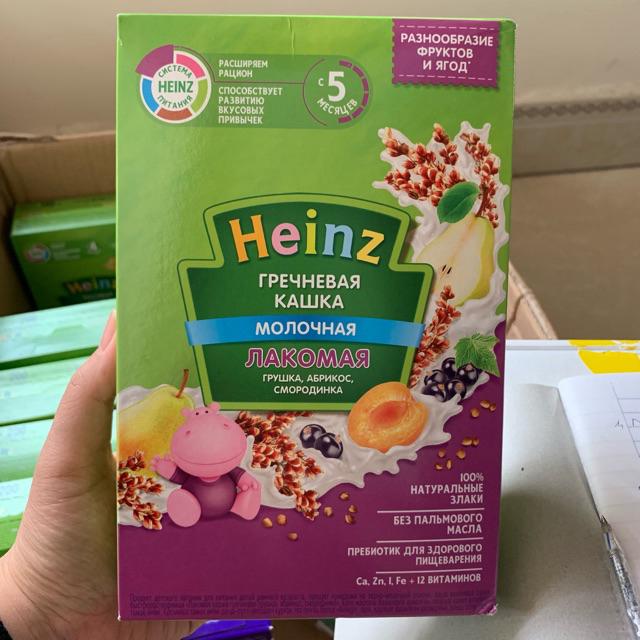 СИСТЕМА
HEINZ
ПИТАНИЯ
РАСШИРЯЕМ
РАЦИОН
СПОСОБСТВУЕТ
РАЗВИТИЮ
ВКУСОВЫХ
ПРИВЫЧЕК
С 5
МЕСЯЦЕВ
РАЗНООБРАЗИЕ
ФРУКТОВ
И ЯГОД*
Heinz
ГРЕЧНЕВАЯ
КАШКА
МОЛОЧНАЯ
ЛАКОМАЯ
ГРУШКА, АБРИКОС,
СМОРОДИНКА
100%
НАТУРАЛЬНЫЕ
ЗЛАКИ
БЕЗ ПАЛЬМОВОГО
МАСЛА
ПРЕБИОТИК ДЛЯ ЗДОРОВОГО
ПИЩЕВАРЕНИЯ
Ca, Zn, I, Fe + 12 ВИТАМИНОВ
Heinz